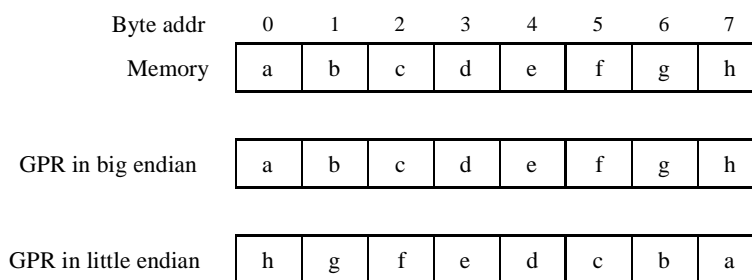 Byte addr 0 1 2 3 4 5 6 7
Memory a b c d e f g h
GPR in big endian a b c d e f g h
GPR in little endian h g f e d c b a